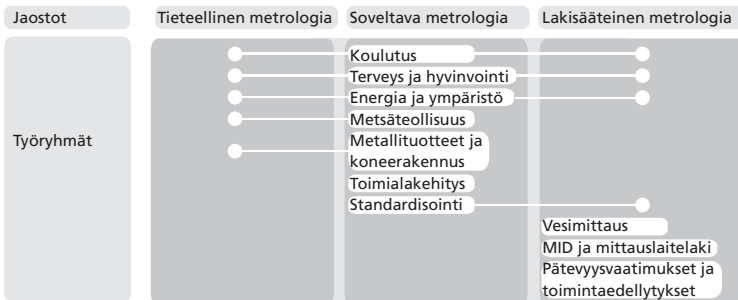 Jaostot
Tieteellinen metrologia
Soveltava metrologia
Lakisääteinen metrologia
Työryhmät
Koulutus
Terveys ja hyvinvointi
Energia ja ympäristö
Metsäteollisuus
Metallituotteet ja
koneerakennus
Toimialakehitys
Standardisointi
Vesimittaus
MID ja mittauslaitelaki
Pätevyysvaatimukset ja
toimintaedellytykset